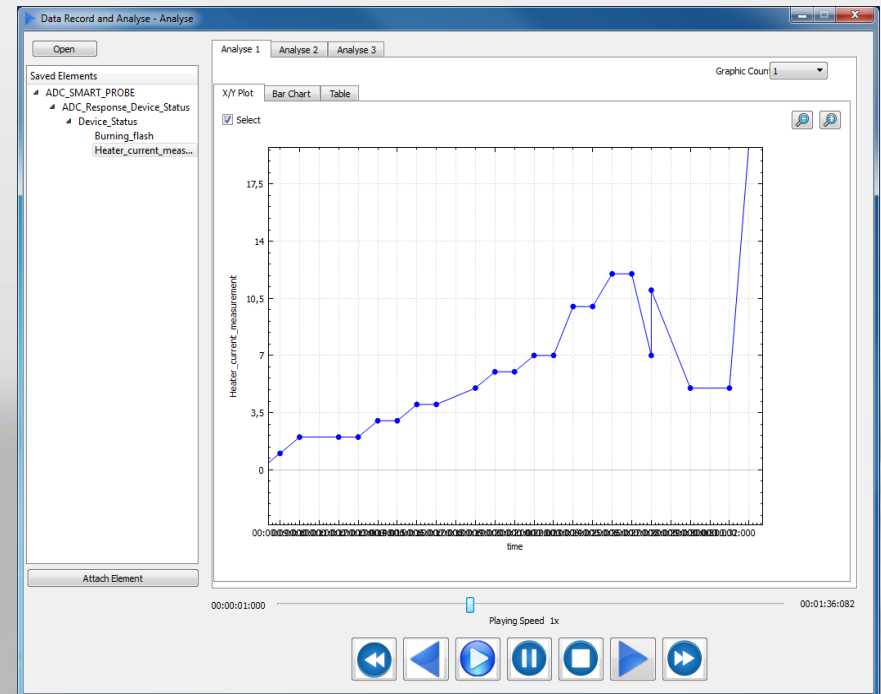 Data Record and Analyse - Analyse
Open
Analyse 1 Analyse 2 Analyse 3
Graphic Coun 1
Saved Elements
ADC_SMART_PROBE
ADC_Response_Device_Status
Device_Status
Burning_flash
Heater_current_meas...
X/Y Plot Bar Chart Table
Select
17,5
14
10,5
7
3,5
0
Heater_current_measurement
time
Attach Element
00:00:01:000
00:01:36:082
Playing Speed 1x